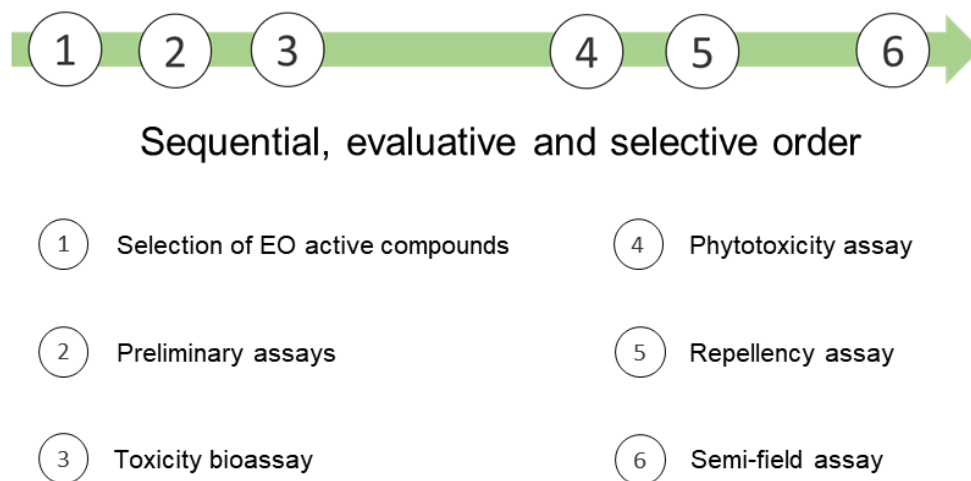 1 2 3 4 5 6
Sequential, evaluative and selective order
1 Selection of EO active compounds
2 Preliminary assays
3 Toxicity bioassay
4 Phytotoxicity assay
5 Repellency assay
6 Semi-field assay